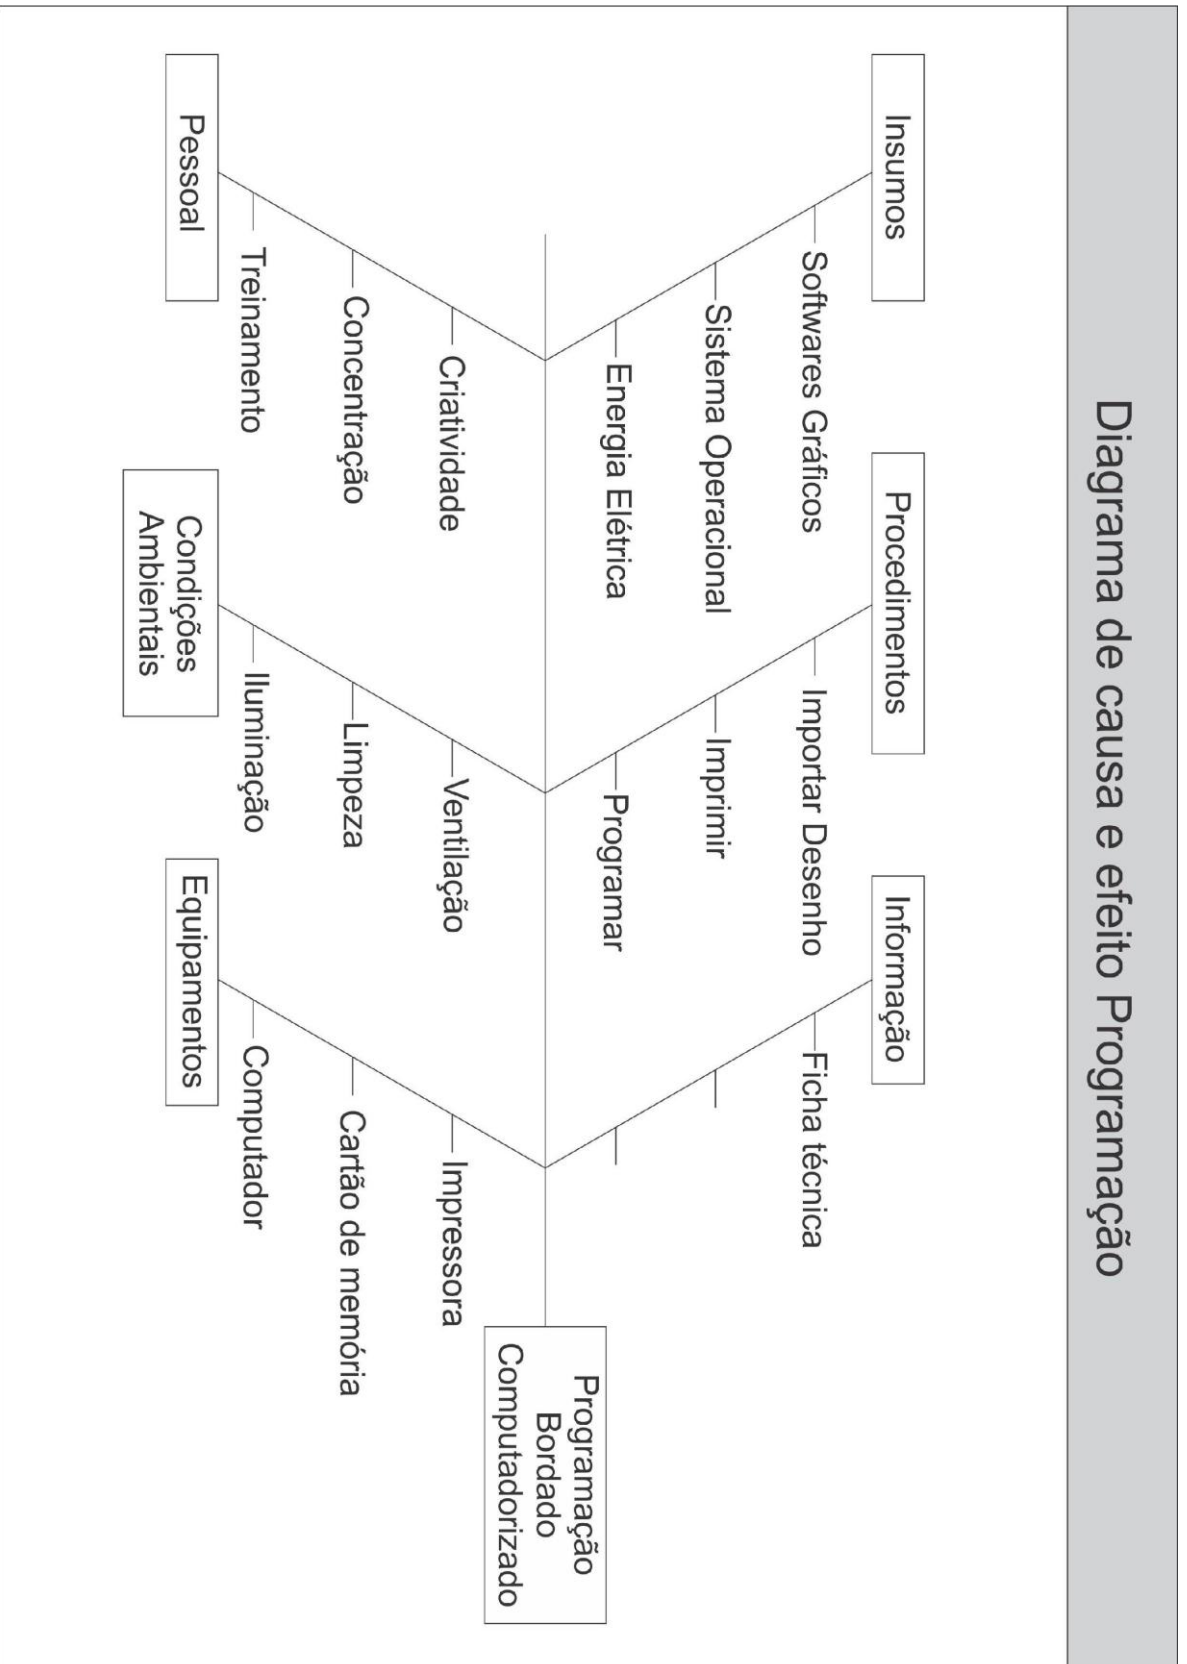 Diagrama de causa e efeito Programação
Insumos
Procedimentos
Informação
Softwares Gráficos
Sistema Operacional
Energia Elétrica
Importar Desenho
Imprimir
Programar
Ficha técnica
Programação
Bordado
Computadorizado
Criatividade
Concentração
Treinamento
Ventilação
Limpeza
Iluminação
Impressora
Cartão de memória
Computador
Pessoal
Condições
Ambientais
Equipamentos